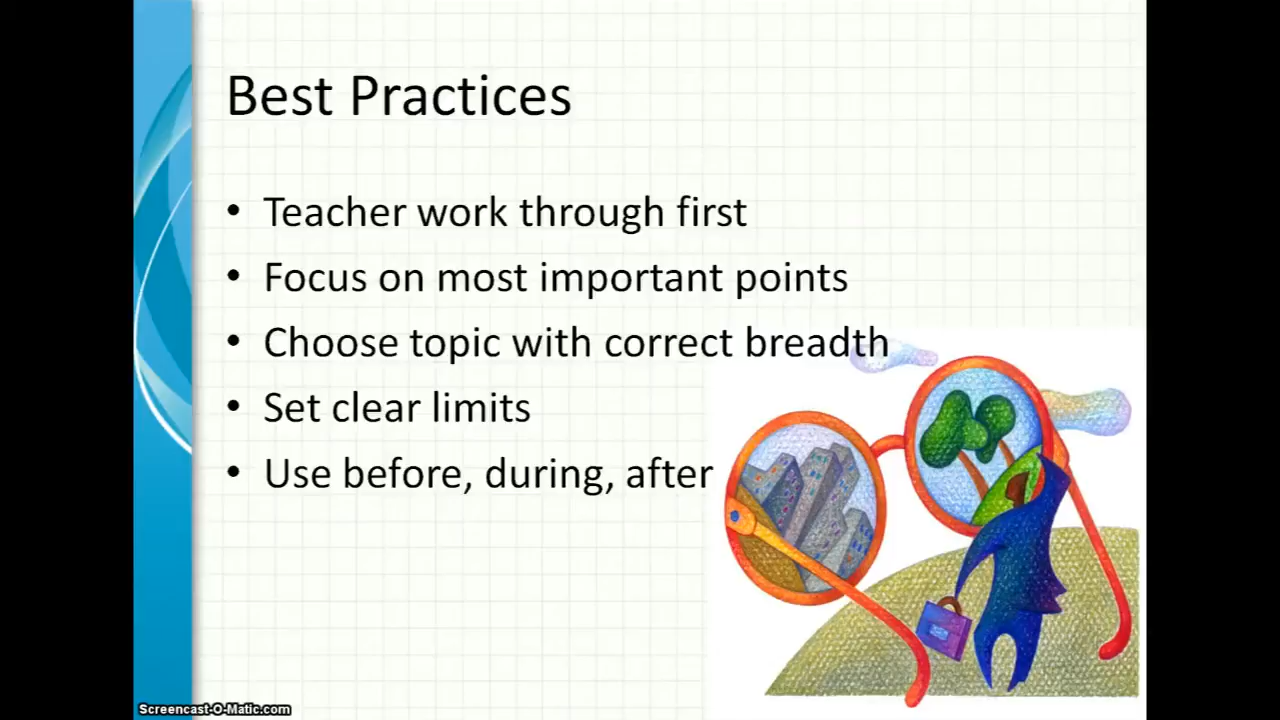 Best Practices
• Teacher work through first
• Focus on most important points
• Choose topic with correct breadth
• Set clear limits
• Use before, during, after
Screencast-O-Matic.com